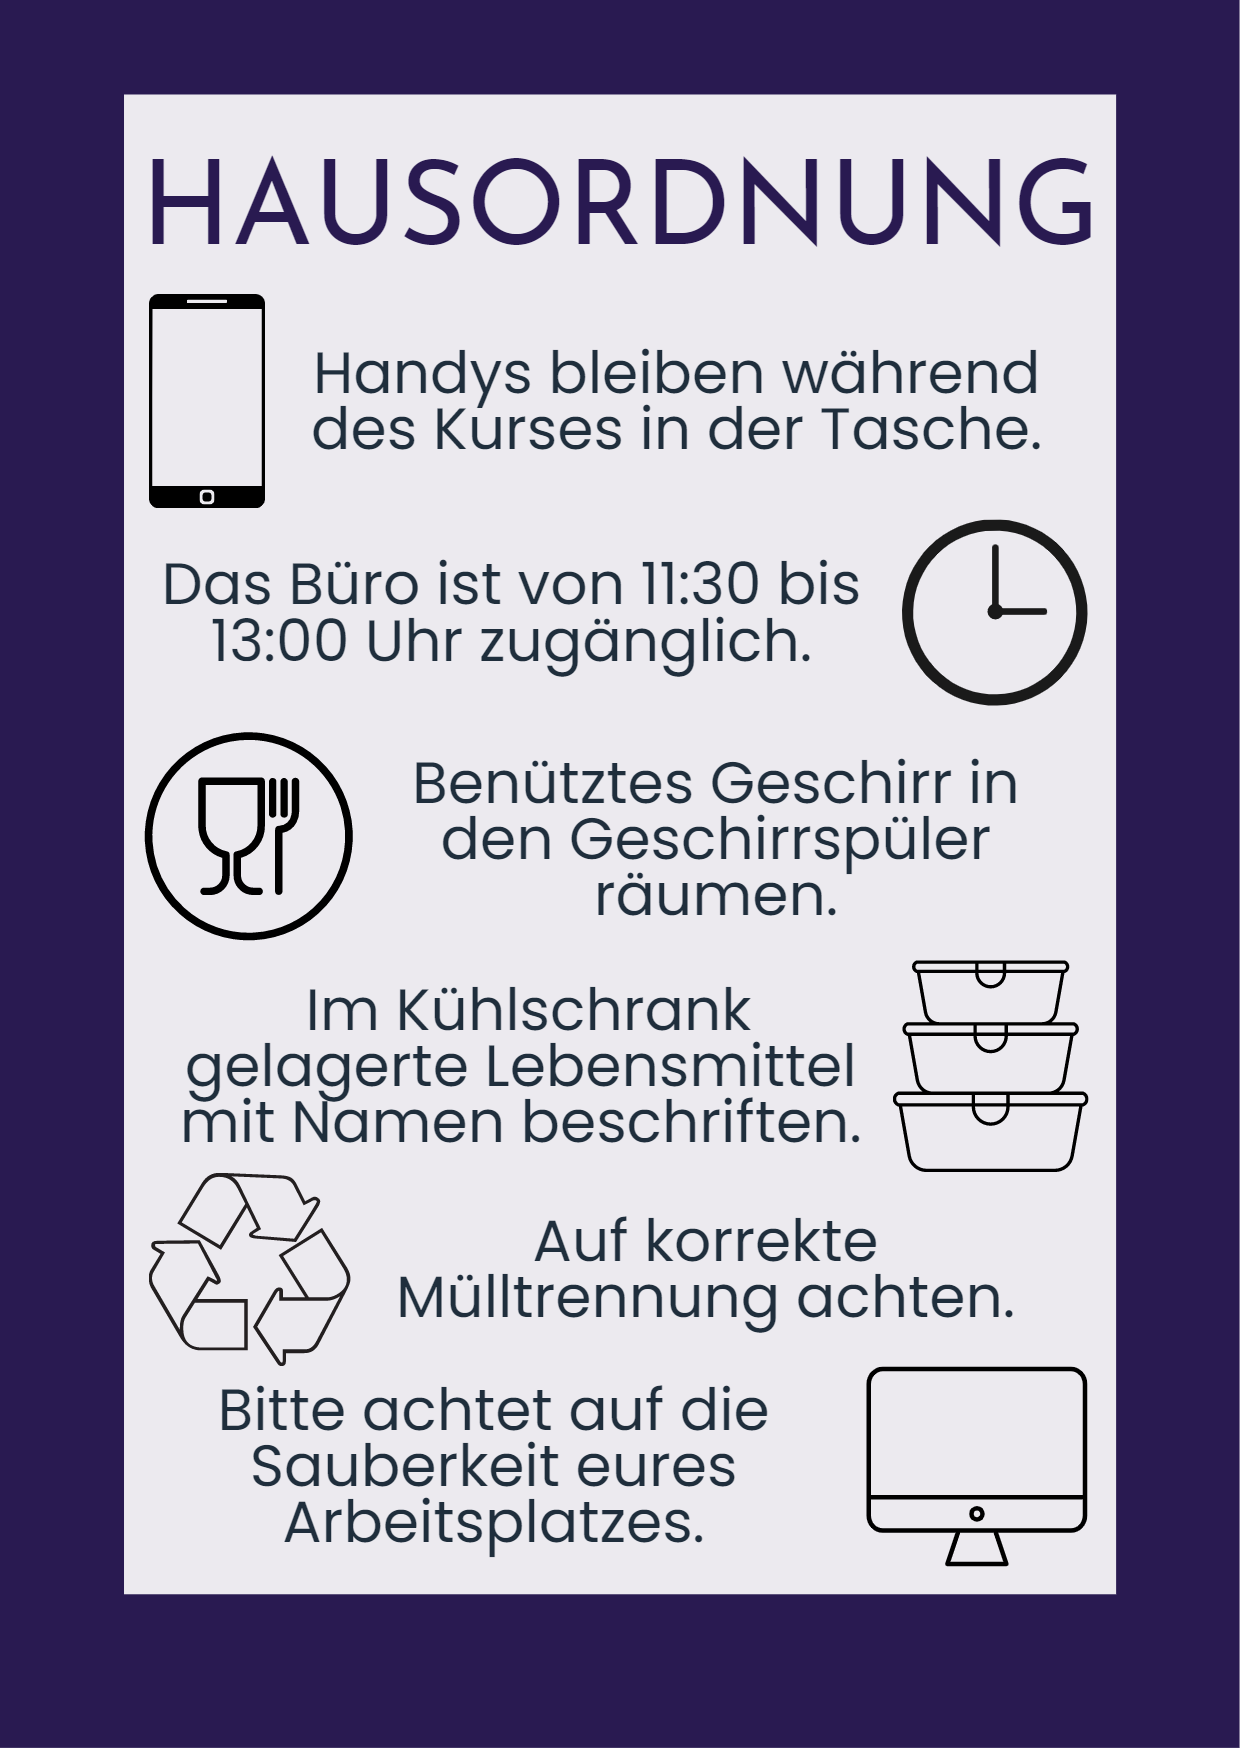 HAUSORDNUNG
Handys bleiben während
des Kurses in der Tasche.
Das Büro ist von 11:30 bis
13:00 Uhr zugänglich.
Benütztes Geschirr in
den Geschirrspüler
räumen.
Im Kühlschrank
gelagerte Lebensmittel
mit Namen beschriften.
Auf korrekte
Mülltrennung achten.
Bitte achtet auf die
Sauberkeit eures
Arbeitsplatzes.